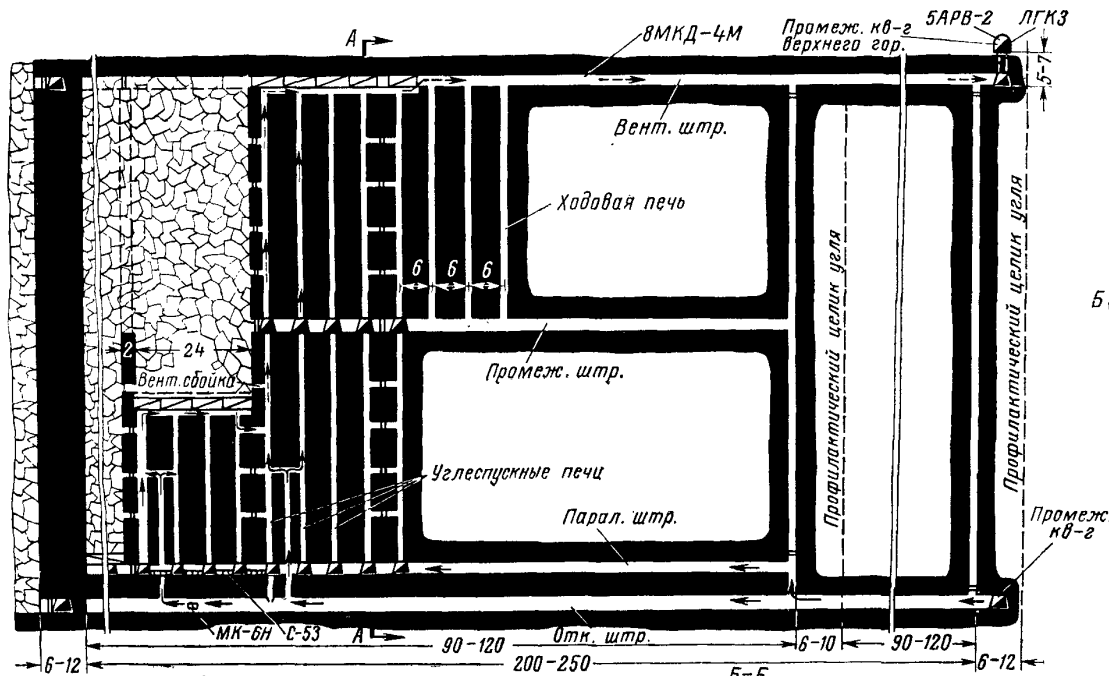 А
8МКД-4М
Промеж. кв-г
верхнего гор.
5АРВ-2
ЛГКЗ
5-7
Вент. штр.
Ходовая печь
6
6
6
Б
2
24
Вент. сбойка
Промеж. штр.
Профилактический целик угля
Профилактический целик угля
Углеспускные печи
Парал. штр.
Промеж.
кв-г
МК-6Н
С-53
А
Отк. штр.
6-12
90-120
6-10
90-120
6-12
200-250
Б-Б